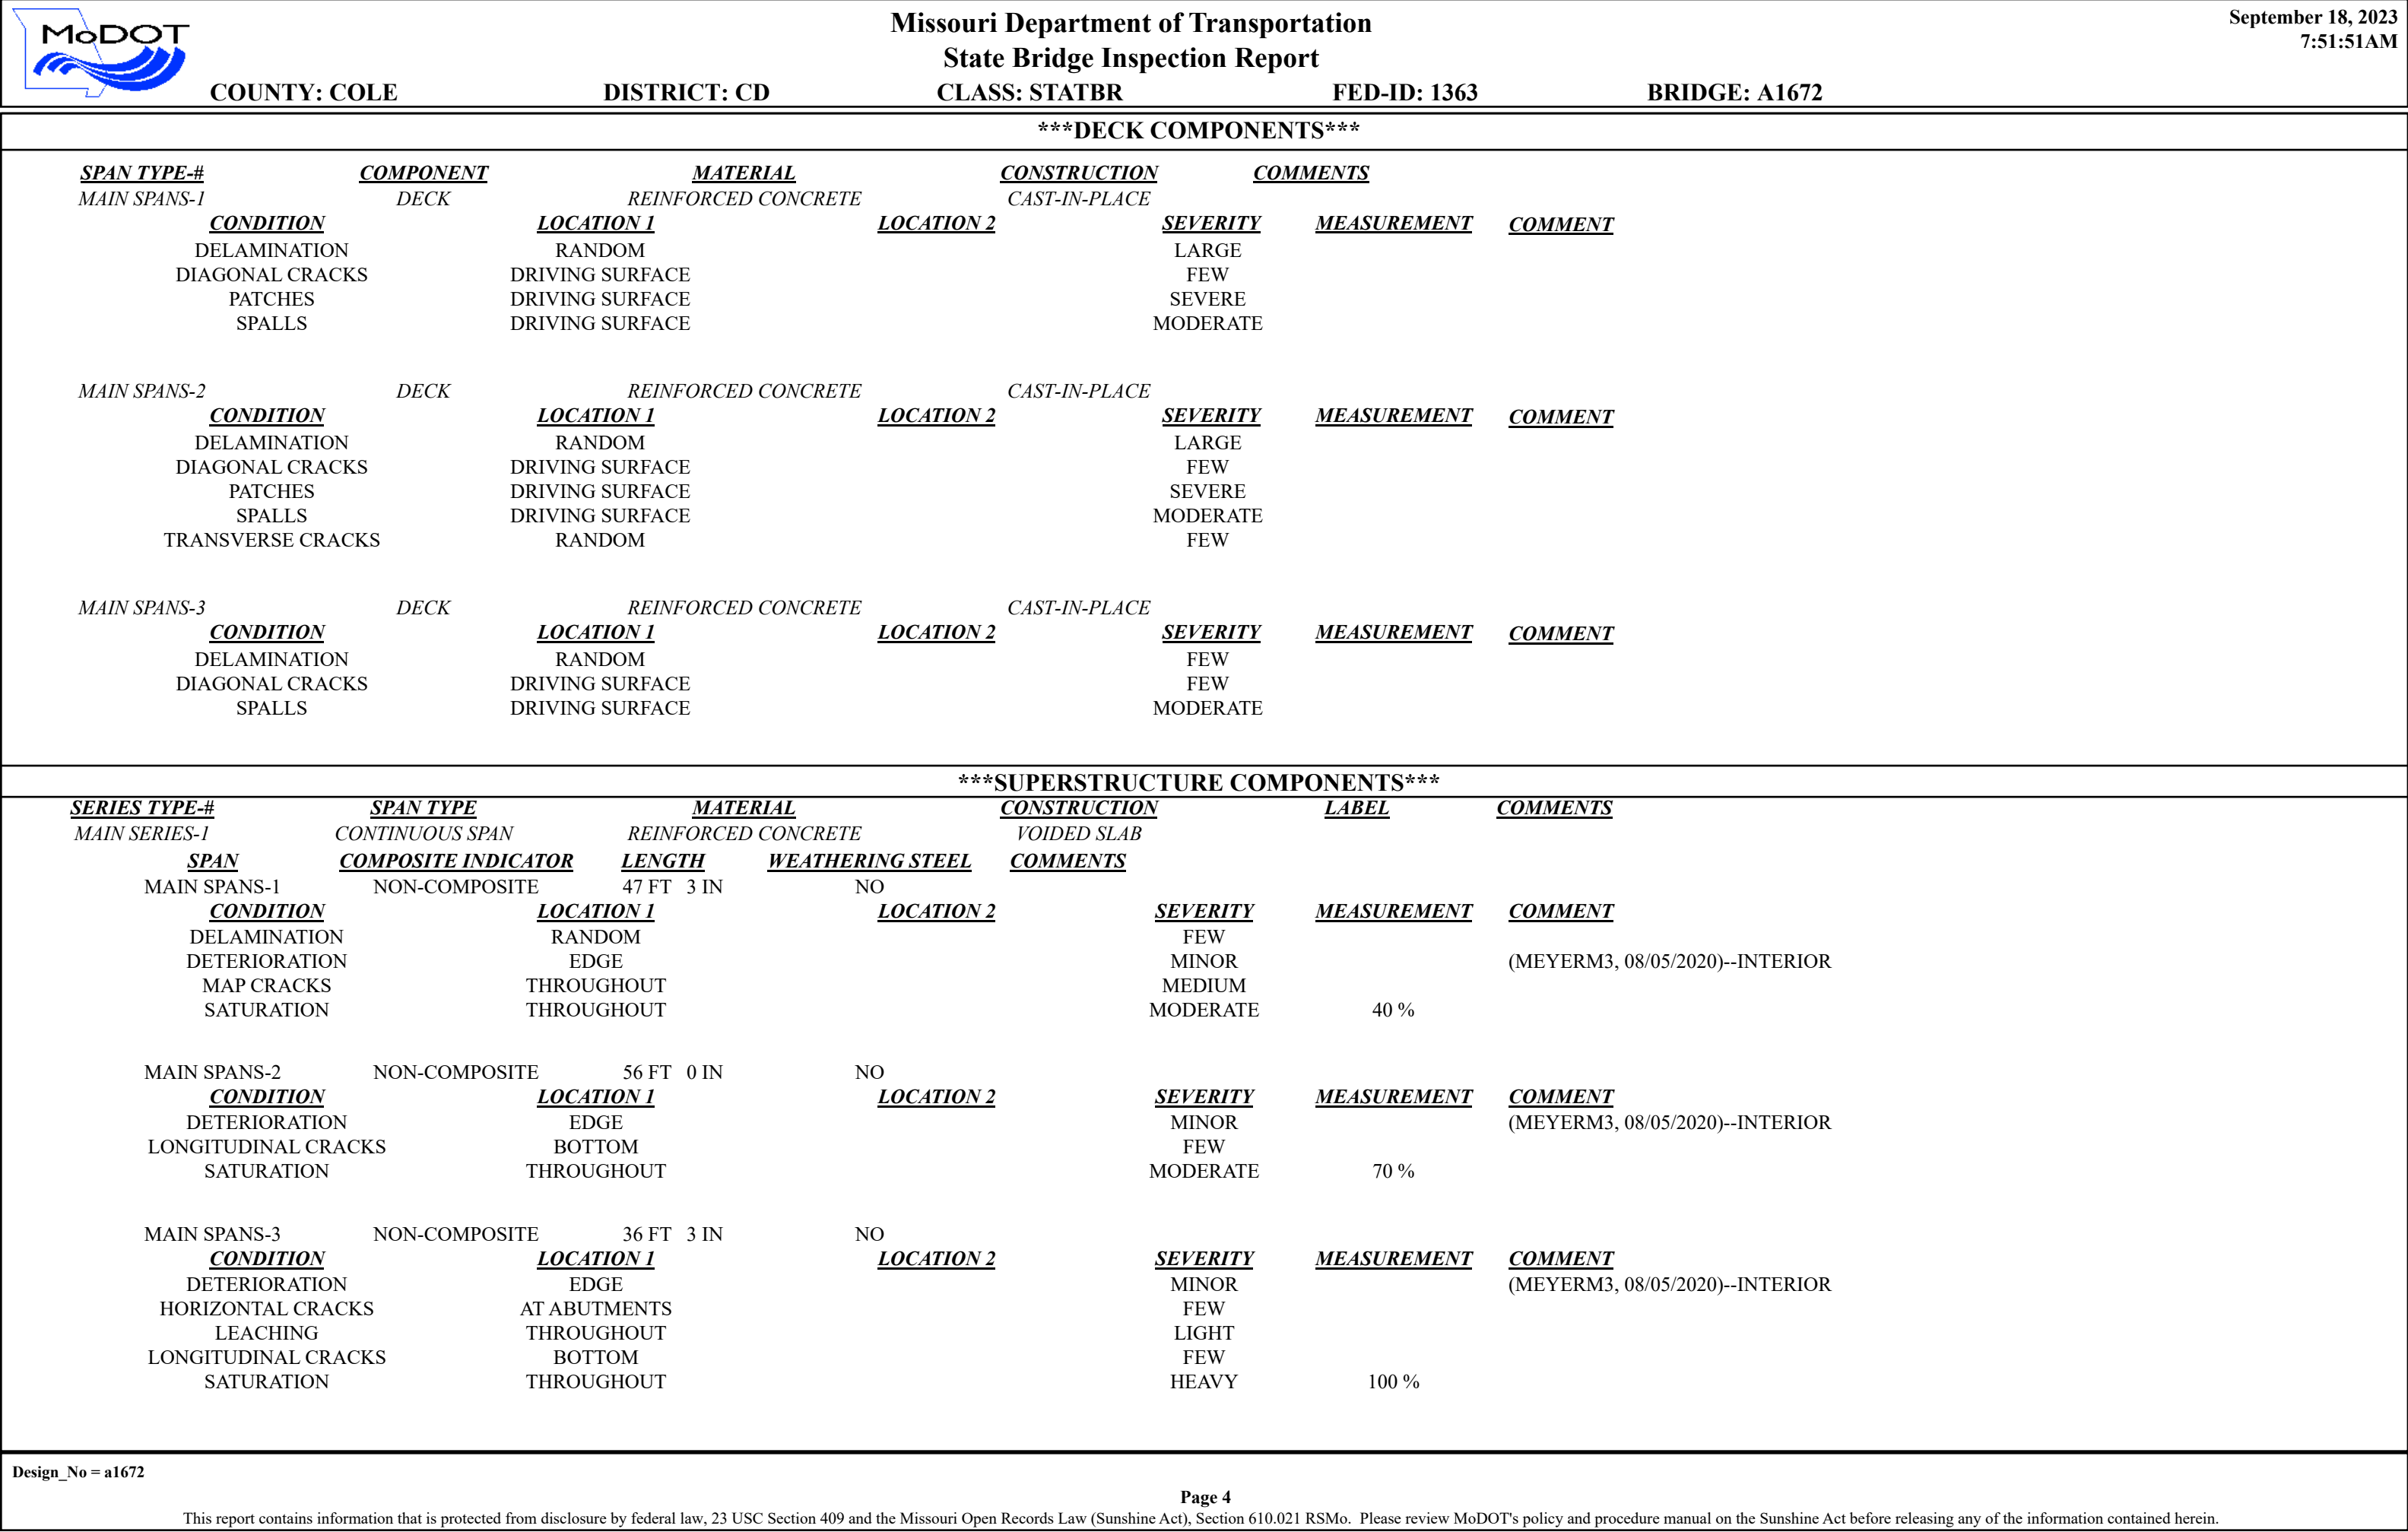 MoDOT
Missouri Department of Transportation
State Bridge Inspection Report
September 18, 2023
7:51:51AM
COUNTY: COLE DISTRICT: CD CLASS: STATBR FED-ID: 1363 BRIDGE: A1672
***DECK COMPONENTS***
SPAN TYPE-# COMPONENT MATERIAL CONSTRUCTION COMMENTS
MAIN SPANS-1 DECK REINFORCED CONCRETE CAST-IN-PLACE
CONDITION LOCATION 1 LOCATION 2 SEVERITY MEASUREMENT COMMENT
DELAMINATION RANDOM LARGE
DIAGONAL CRACKS DRIVING SURFACE FEW
PATCHES DRIVING SURFACE SEVERE
SPALLS DRIVING SURFACE MODERATE
MAIN SPANS-2 DECK REINFORCED CONCRETE CAST-IN-PLACE
CONDITION LOCATION 1 LOCATION 2 SEVERITY MEASUREMENT COMMENT
DELAMINATION RANDOM LARGE
DIAGONAL CRACKS DRIVING SURFACE FEW
PATCHES DRIVING SURFACE SEVERE
SPALLS DRIVING SURFACE MODERATE
TRANSVERSE CRACKS RANDOM FEW
MAIN SPANS-3 DECK REINFORCED CONCRETE CAST-IN-PLACE
CONDITION LOCATION 1 LOCATION 2 SEVERITY MEASUREMENT COMMENT
DELAMINATION RANDOM FEW
DIAGONAL CRACKS DRIVING SURFACE FEW
SPALLS DRIVING SURFACE MODERATE
***SUPERSTRUCTURE COMPONENTS***
SERIES TYPE-# SPAN TYPE MATERIAL CONSTRUCTION LABEL COMMENTS
MAIN SERIES-1 CONTINUOUS SPAN REINFORCED CONCRETE VOIDED SLAB
SPAN COMPOSITE INDICATOR LENGTH WEATHERING STEEL COMMENTS
MAIN SPANS-1 NON-COMPOSITE 47 FT 3 IN NO
CONDITION LOCATION 1 LOCATION 2 SEVERITY MEASUREMENT COMMENT
DELAMINATION RANDOM FEW
DETERIORATION EDGE MINOR (MEYERM3, 08/05/2020)--INTERIOR
MAP CRACKS THROUGHOUT MEDIUM
SATURATION THROUGHOUT MODERATE 40 %
MAIN SPANS-2 NON-COMPOSITE 56 FT 0 IN NO
CONDITION LOCATION 1 LOCATION 2 SEVERITY MEASUREMENT COMMENT
DETERIORATION EDGE MINOR (MEYERM3, 08/05/2020)--INTERIOR
LONGITUDINAL CRACKS BOTTOM FEW
SATURATION THROUGHOUT MODERATE 70 %
MAIN SPANS-3 NON-COMPOSITE 36 FT 3 IN NO
CONDITION LOCATION 1 LOCATION 2 SEVERITY MEASUREMENT COMMENT
DETERIORATION EDGE MINOR (MEYERM3, 08/05/2020)--INTERIOR
HORIZONTAL CRACKS AT ABUTMENTS FEW
LEACHING THROUGHOUT LIGHT
LONGITUDINAL CRACKS BOTTOM FEW
SATURATION THROUGHOUT HEAVY 100 %
Design_No = a1672
Page 4
This report contains information that is protected from disclosure by federal law, 23 USC Section 409 and the Missouri Open Records Law (Sunshine Act), Section 610.021 RSMo. Please review MoDOT's policy and procedure manual on the Sunshine Act before releasing any of the information contained herein.